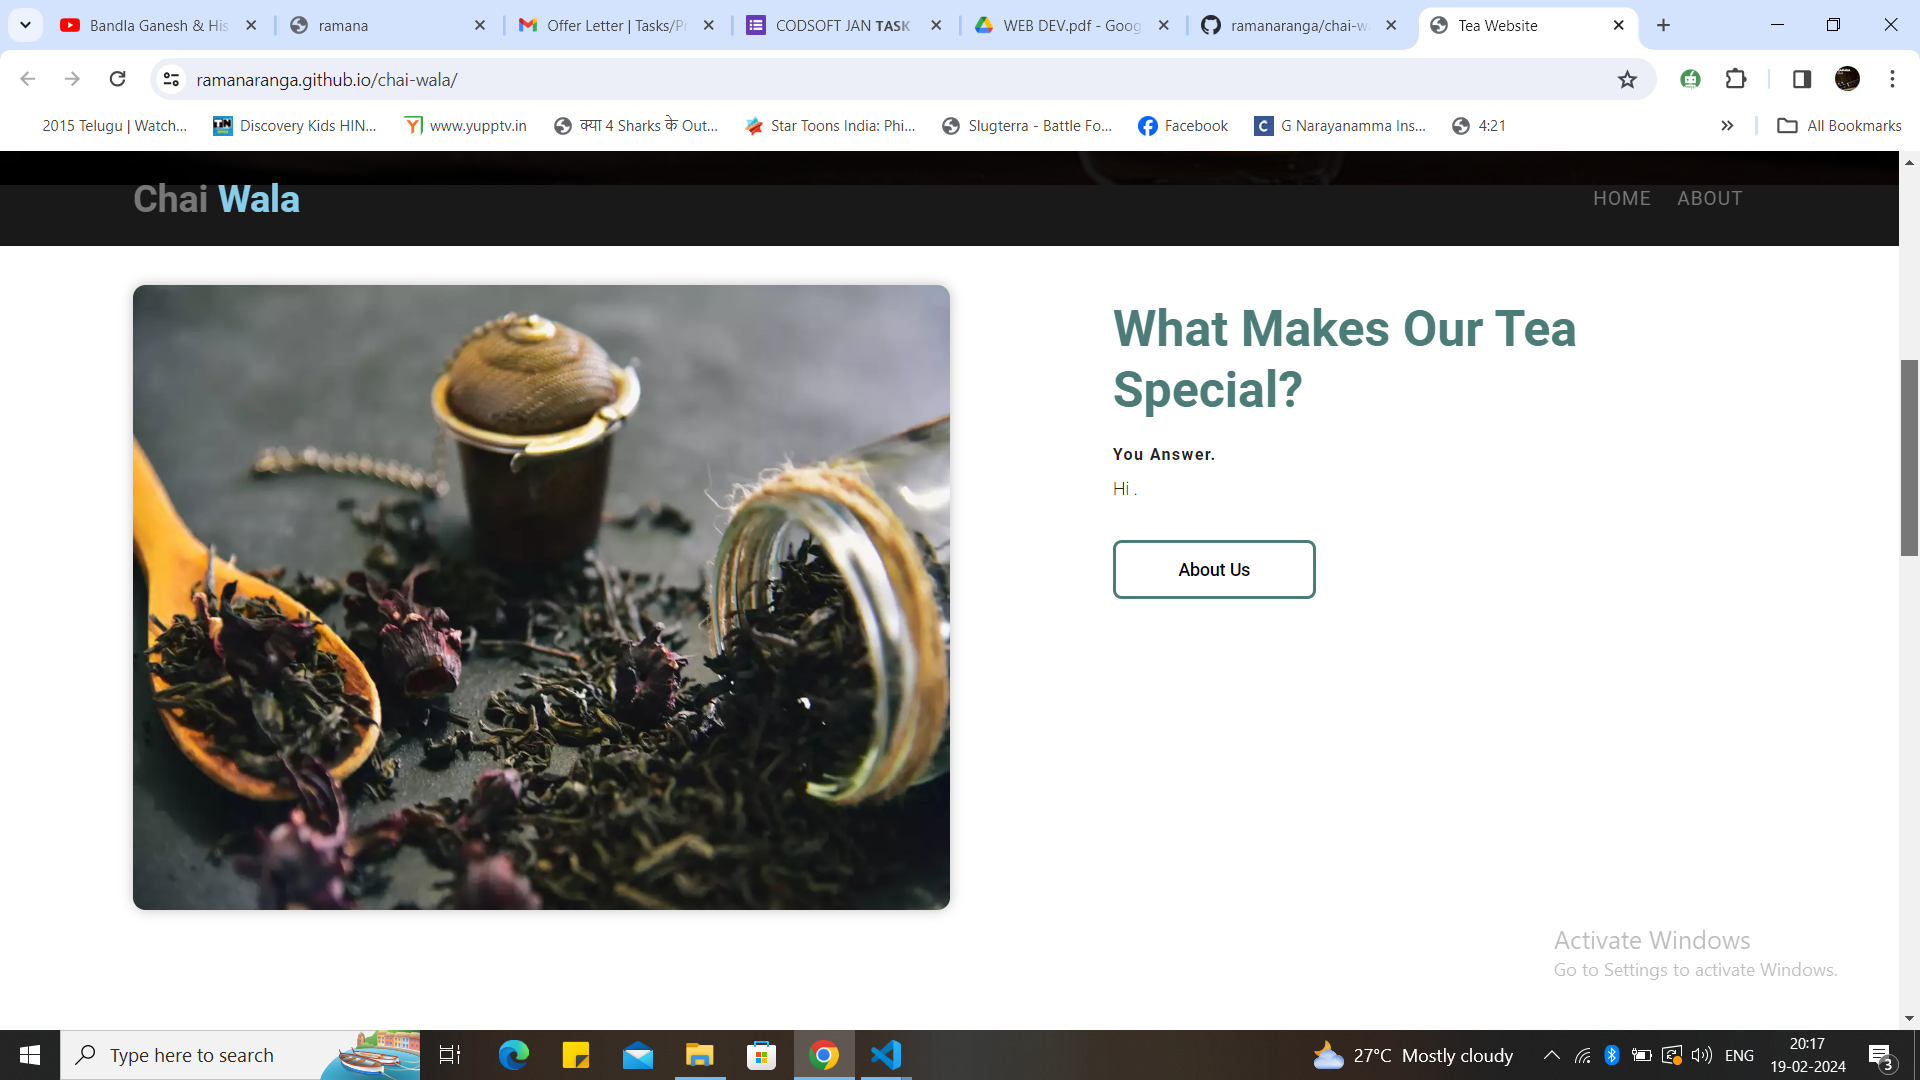 Bandla Ganesh & His
ramana
Offer Letter | Tasks/Pr
CODSOFT JAN TASK
WEB DEV.pdf - Goog
ramanaranga/chai-wa
Tea Website
ramanaranga.github.io/chai-wala/
2015 Telugu | Watch...
Discovery Kids HIN...
www.yupptv.in
क्या 4 Sharks के Out...
Star Toons India: Phi...
Slugterra - Battle Fo...
Facebook
G Narayanamma Ins...
4:21
All Bookmarks
Chai Wala
HOME
ABOUT
What Makes Our Tea
Special?
You Answer.
Hi .
About Us
Activate Windows
Go to Settings to activate Windows.
Type here to search
27°C Mostly cloudy
ENG
20:17
19-02-2024
3